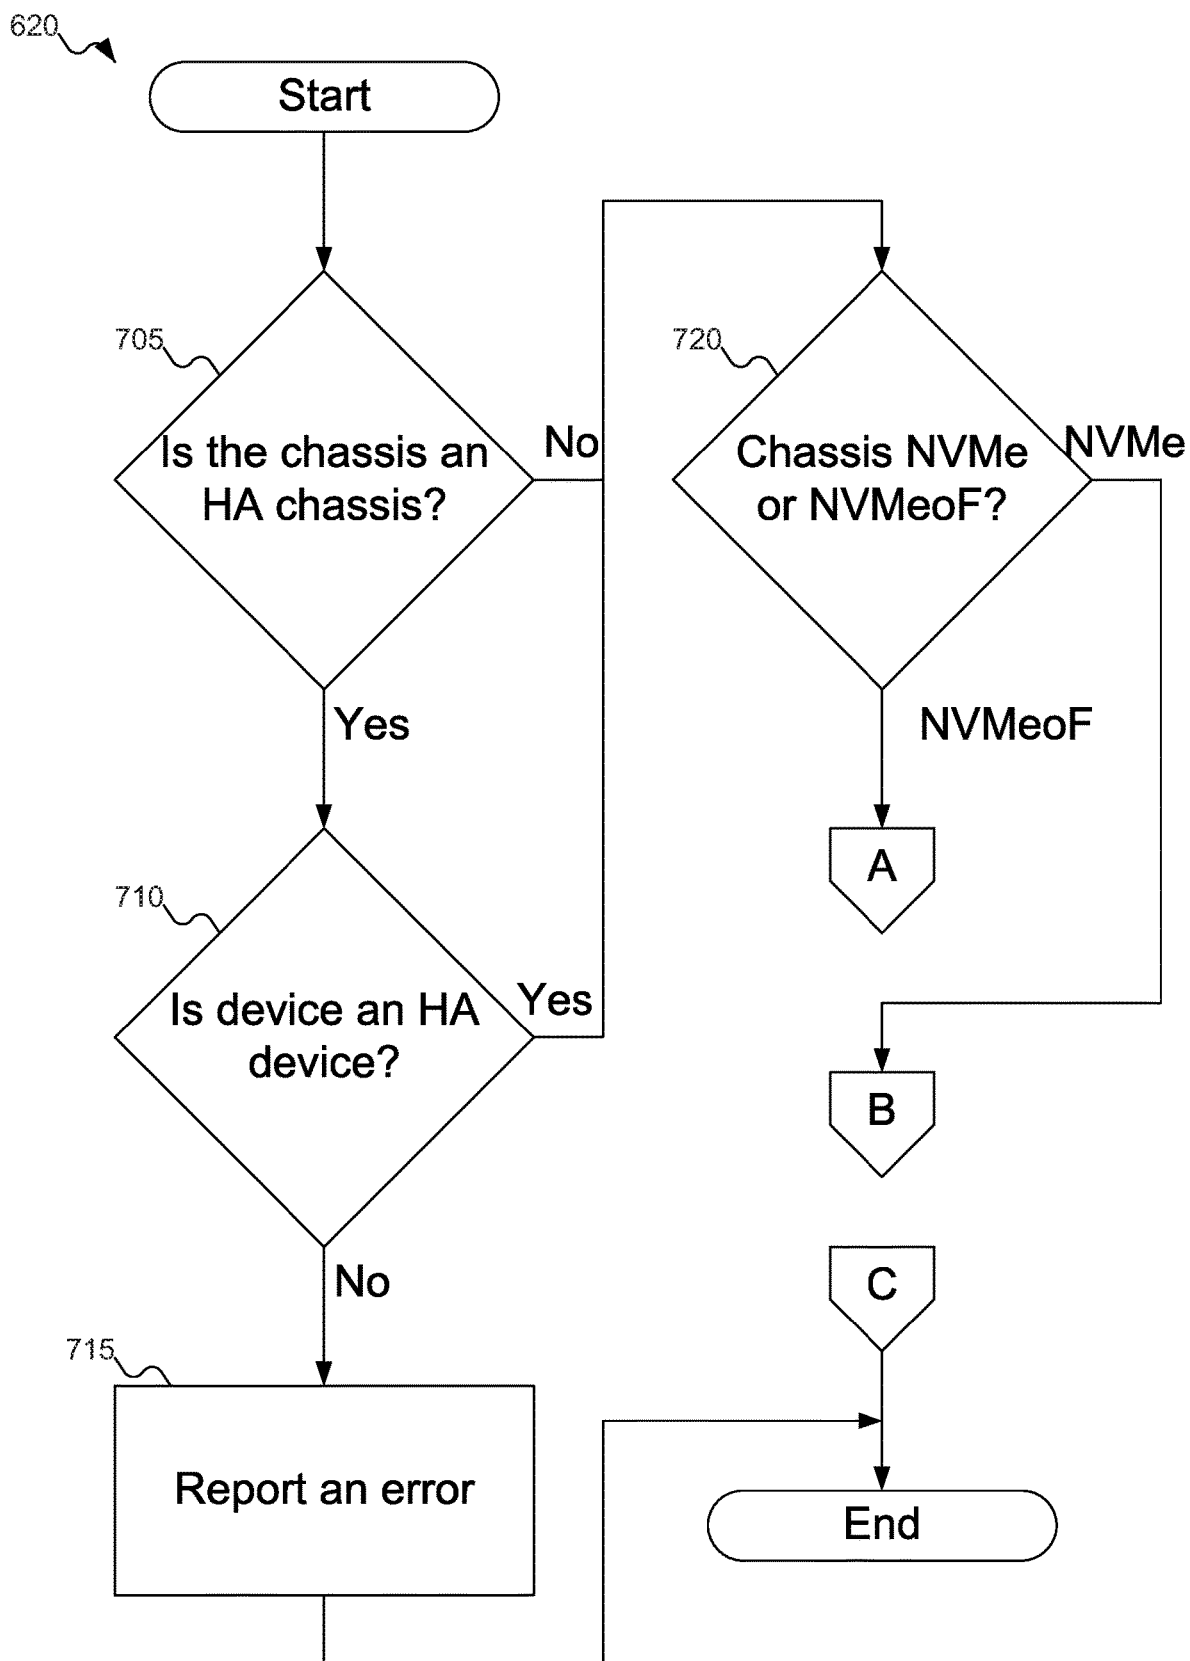 620
Start
705
Is the chassis an
HA chassis?
No
Yes
710
Is device an HA
device?
Yes
No
715
Report an error
720
Chassis NVMe
or NVMeoF?
NVMe
NVMeoF
A
B
C
End